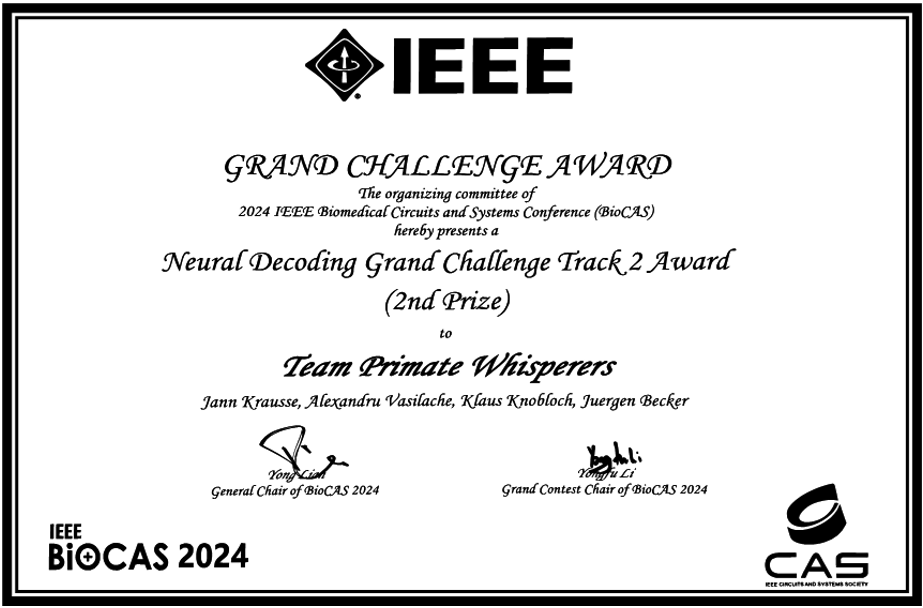 IEEE
GRAND CHALLENGE AWARD
The organizing committee of
2024 IEEE Biomedical Circuits and Systems Conference (BioCAS)
hereby presents a
Neural Decoding Grand Challenge Track 2 Award
(2nd Prize)
to
Team Primate Whisperers
Jann Krausse, Alexandru Vasilache, Klaus Knobloch, Juergen Becker
Yong Lian
General Chair of BioCAS 2024
Yongfu Li
Yongfu Li
Grand Contest Chair of BioCAS 2024
IEEE
BiOCAS 2024
CAS
IEEE CIRCUITS AND SYSTEMS SOCIETY